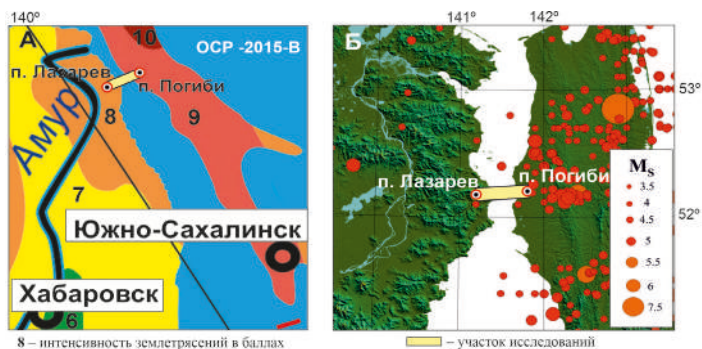 140°
А
10
ОСР -2015-В
п. Лазарев
п. Погиби
Амур
8
9
7
Южно-Сахалинск
Хабаровск
6
8 – интенсивность землетрясений в баллах
141°
142°
Б
53°
52°
п. Лазарев
п. Погиби
Ms
3.5
4
4.5
5
5.5
6
7.5
– участок исследований